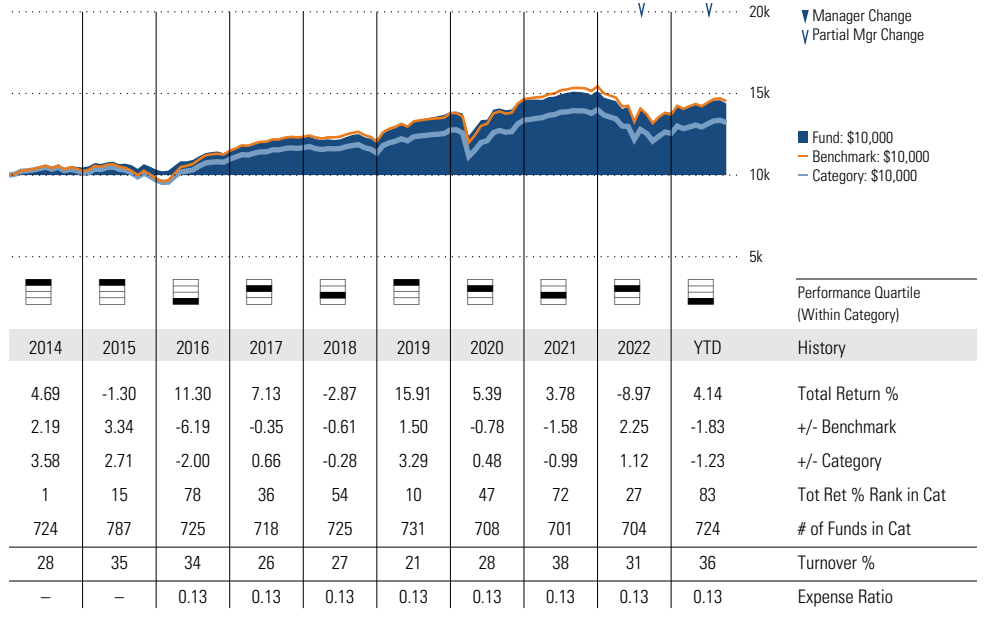 20k
15k
10k
5k
Manager Change
Partial Mgr Change
Fund: $10,000
Benchmark: $10,000
Category: $10,000
Performance Quartile
(Within Category)
2014 2015 2016 2017 2018 2019 2020 2021 2022 YTD History
4.69 -1.30 11.30 7.13 -2.87 15.91 5.39 3.78 -8.97 4.14 Total Return %
2.19 3.34 -6.19 -0.35 -0.61 1.50 -0.78 -1.58 2.25 -1.83 +/- Benchmark
3.58 2.71 -2.00 0.66 -0.28 3.29 0.48 -0.99 1.12 -1.23 +/- Category
1 15 78 36 54 10 47 72 27 83 Tot Ret % Rank in Cat
724 787 725 718 725 731 708 701 704 724 # of Funds in Cat
28 35 34 26 27 21 28 38 31 36 Turnover %
– – 0.13 0.13 0.13 0.13 0.13 0.13 0.13 0.13 Expense Ratio